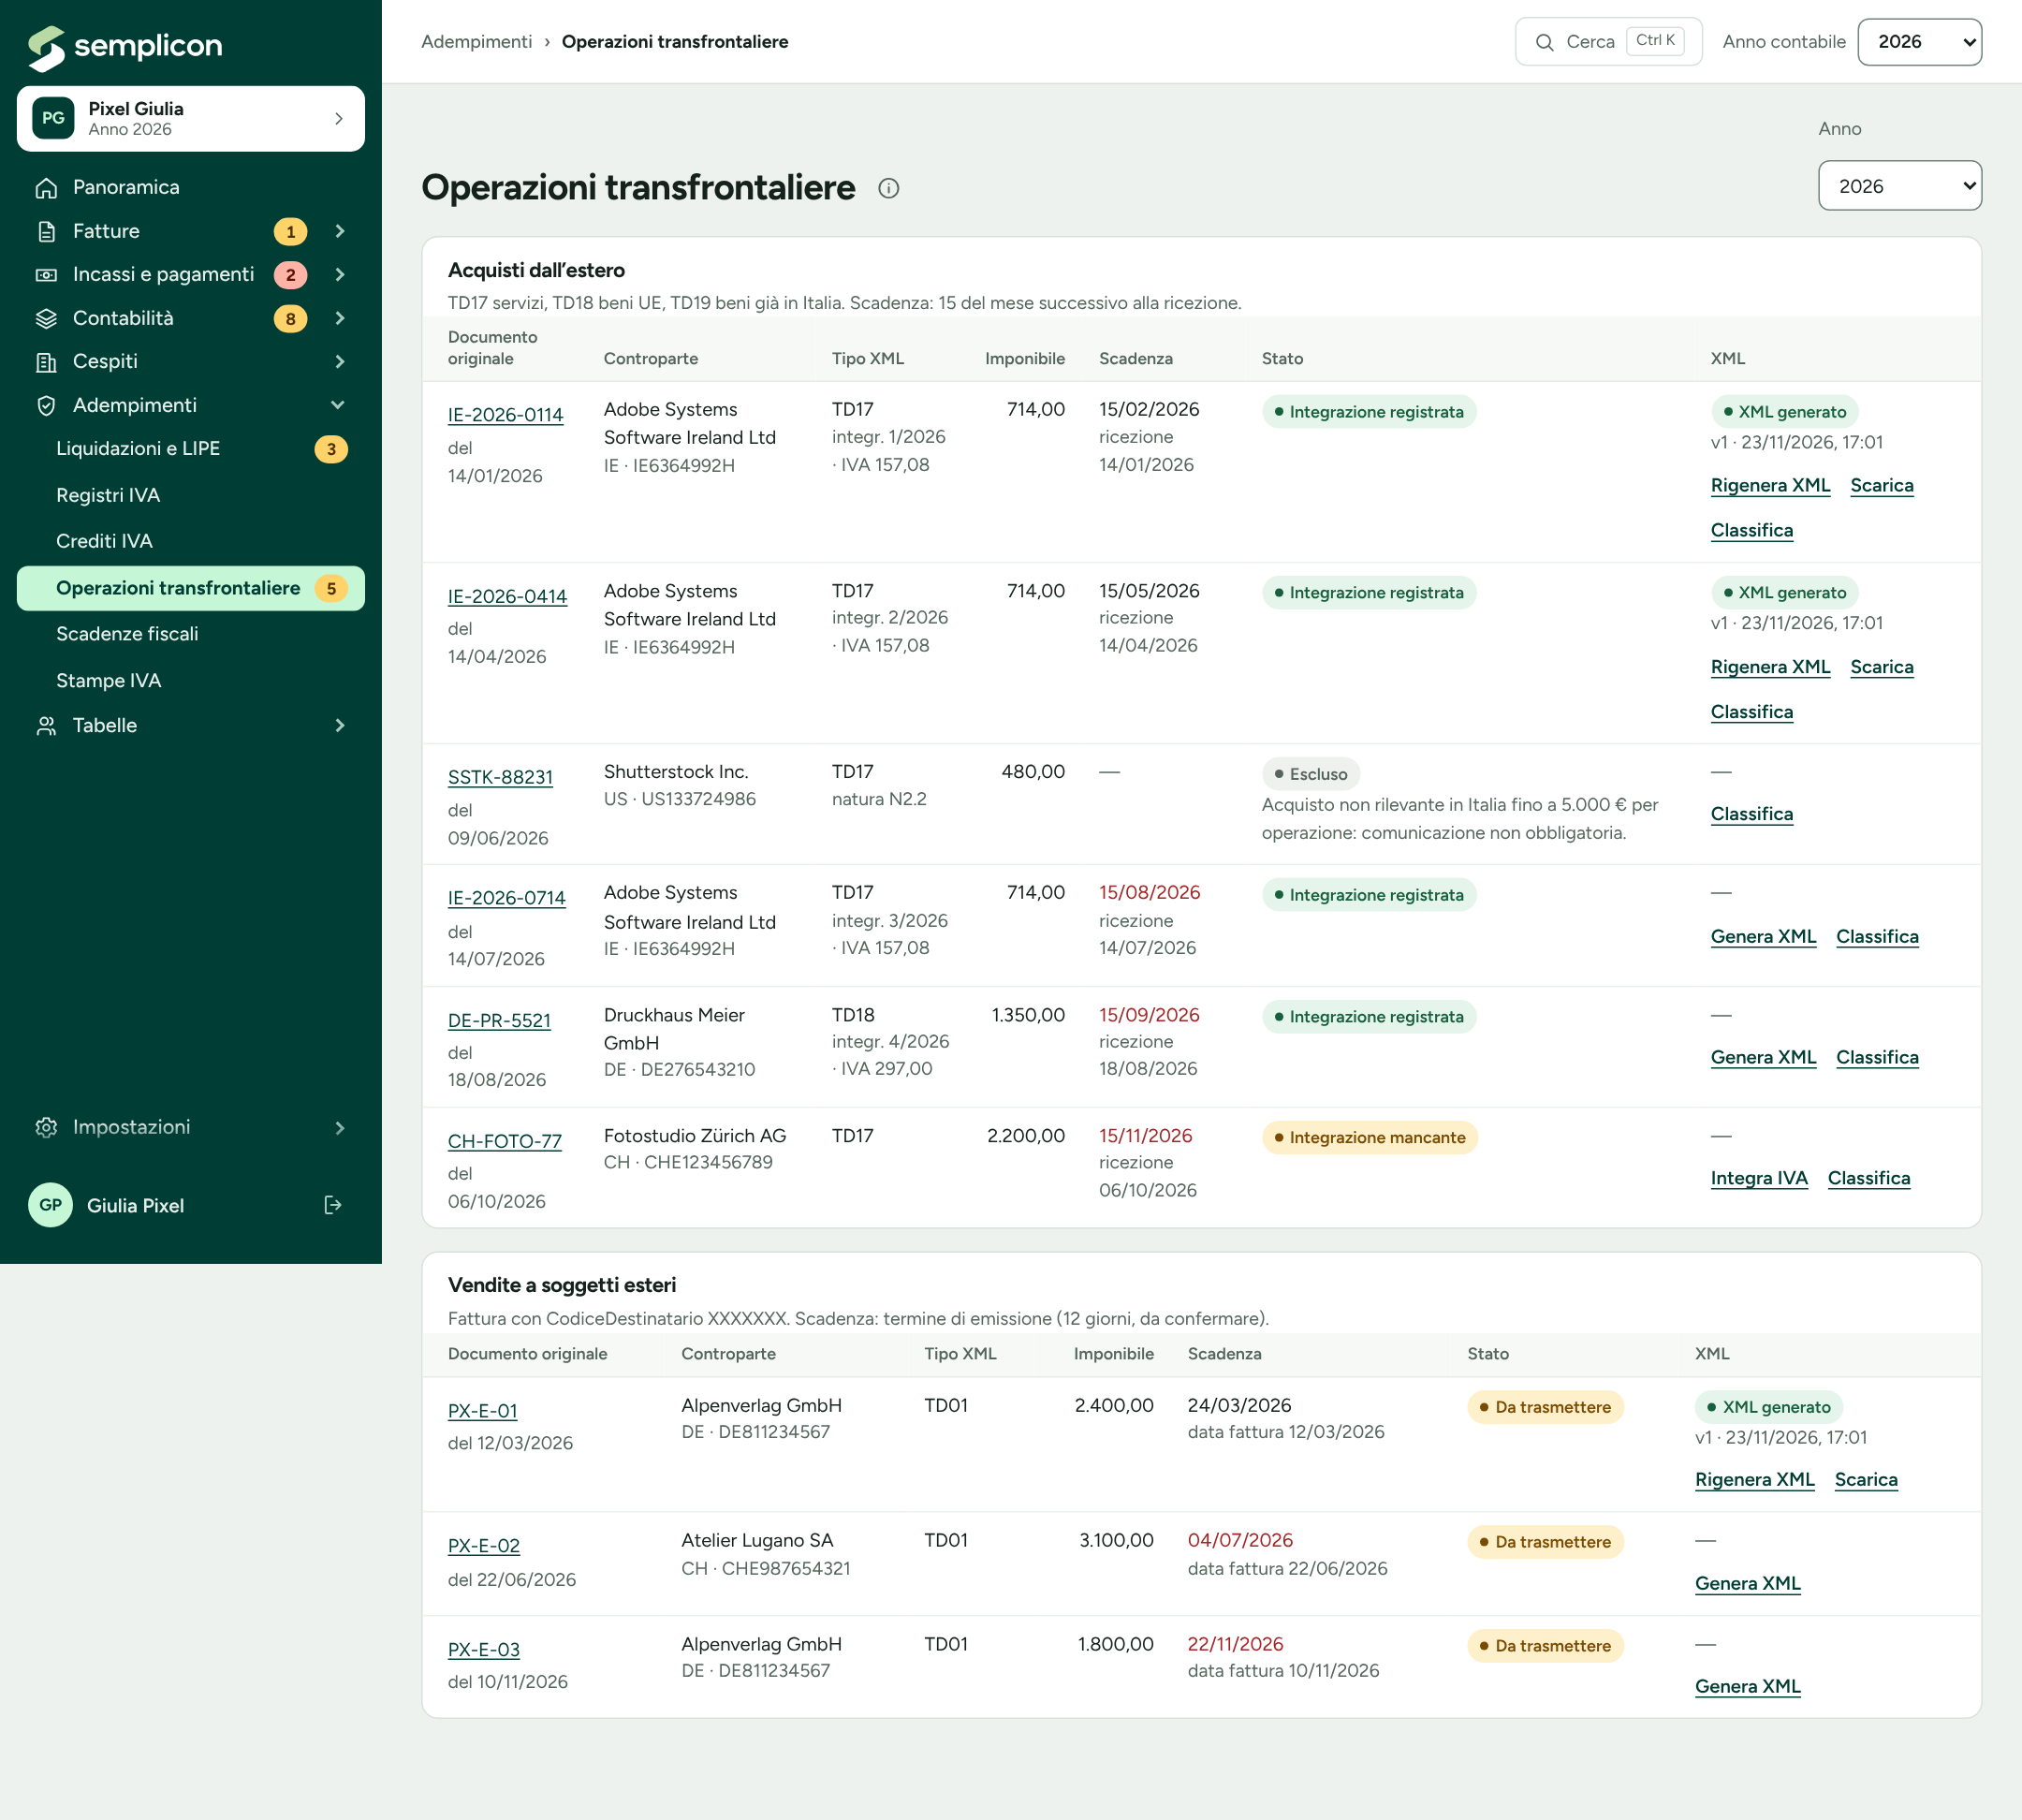 semplicon
PG
Pixel Giulia
Anno 2026
Panoramica
Fatture 1
Incassi e pagamenti 2
Contabilità 8
Cespiti
Adempimenti
Liquidazioni e LIPE 3
Registri IVA
Crediti IVA
Operazioni transfrontaliere 5
Scadenze fiscali
Stampe IVA
Tabelle
Impostazioni
GP Giulia Pixel
Adempimenti › Operazioni transfrontaliere
Cerca Ctrl K
Anno contabile 2026
Anno
Operazioni transfrontaliere
2026
Acquisti dall’estero
TD17 servizi, TD18 beni UE, TD19 beni già in Italia. Scadenza: 15 del mese successivo alla ricezione.
Documento
originale Controparte Tipo XML Imponibile Scadenza Stato XML
IE-2026-0114
del
14/01/2026
Adobe Systems
Software Ireland Ltd
IE · IE6364992H
TD17
integr. 1/2026
· IVA 157,08
714,00
15/02/2026
ricezione
14/01/2026
Integrazione registrata
XML generato
v1 · 23/11/2026, 17:01
Rigenera XML Scarica
Classifica
IE-2026-0414
del
14/04/2026
Adobe Systems
Software Ireland Ltd
IE · IE6364992H
TD17
integr. 2/2026
· IVA 157,08
714,00
15/05/2026
ricezione
14/04/2026
Integrazione registrata
XML generato
v1 · 23/11/2026, 17:01
Rigenera XML Scarica
Classifica
SSTK-88231
del
09/06/2026
Shutterstock Inc.
US · US133724986
TD17
natura N2.2
480,00
—
Escluso
Acquisto non rilevante in Italia fino a 5.000 € per
operazione: comunicazione non obbligatoria.
—
Classifica
IE-2026-0714
del
14/07/2026
Adobe Systems
Software Ireland Ltd
IE · IE6364992H
TD17
integr. 3/2026
· IVA 157,08
714,00
15/08/2026
ricezione
14/07/2026
Integrazione registrata
—
Genera XML Classifica
DE-PR-5521
del
18/08/2026
Druckhaus Meier
GmbH
DE · DE276543210
TD18
integr. 4/2026
· IVA 297,00
1.350,00
15/09/2026
ricezione
18/08/2026
Integrazione registrata
—
Genera XML Classifica
CH-FOTO-77
del
06/10/2026
Fotostudio Zürich AG
CH · CHE123456789
TD17
2.200,00
15/11/2026
ricezione
06/10/2026
Integrazione mancante
—
Integra IVA Classifica
Vendite a soggetti esteri
Fattura con CodiceDestinatario XXXXXXX. Scadenza: termine di emissione (12 giorni, da confermare).
Documento originale Controparte Tipo XML Imponibile Scadenza Stato XML
PX-E-01
del 12/03/2026
Alpenverlag GmbH
DE · DE811234567
TD01
2.400,00
24/03/2026
data fattura 12/03/2026
Da trasmettere
XML generato
v1 · 23/11/2026, 17:01
Rigenera XML Scarica
PX-E-02
del 22/06/2026
Atelier Lugano SA
CH · CHE987654321
TD01
3.100,00
04/07/2026
data fattura 22/06/2026
Da trasmettere
—
Genera XML
PX-E-03
del 10/11/2026
Alpenverlag GmbH
DE · DE811234567
TD01
1.800,00
22/11/2026
data fattura 10/11/2026
Da trasmettere
—
Genera XML